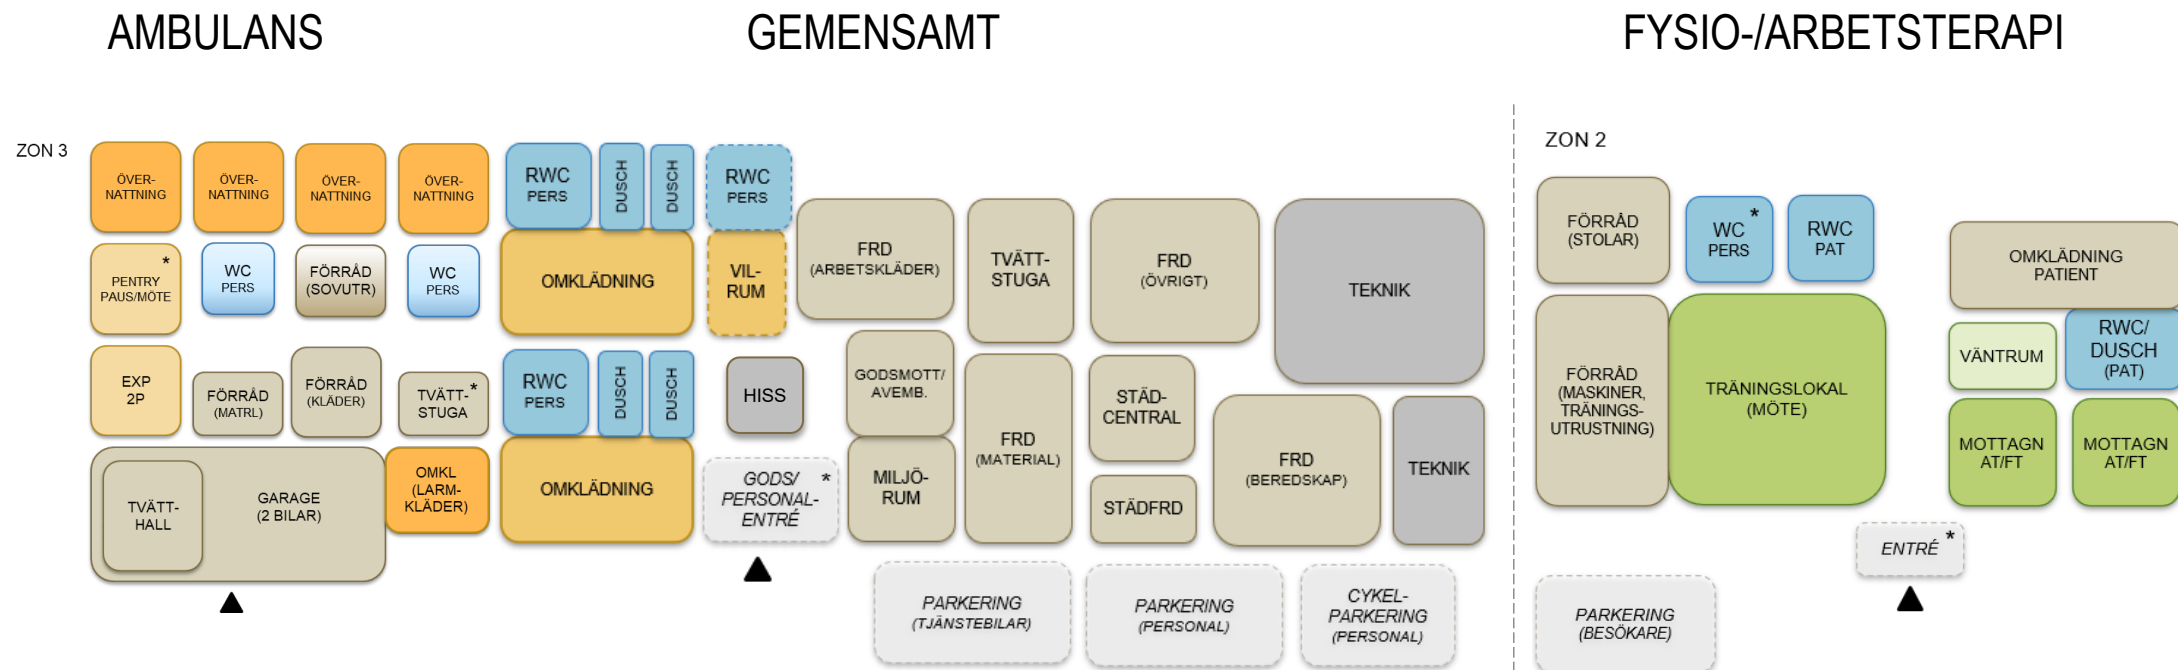 AMBULANS
GEMENSAMT
FYSIO-/ARBETSTERAPI
ZON 3
ÖVER-
NATTNING
ÖVER-
NATTNING
ÖVER-
NATTNING
ÖVER-
NATTNING
PENTRY *
PAUS/MÖTE
WC
PERS
FÖRRÅD
(SOVUTR)
WC
PERS
EXP
2P
FÖRRÅD
(MATRL)
FÖRRÅD
(KLÄDER)
TVÄTT- *
STUGA
TVÄTT-
HALL
GARAGE
(2 BILAR)
OMKL
(LARM-
KLÄDER)
RWC
PERS
DUSCH
DUSCH
OMKLÄDNING
RWC
PERS
DUSCH
DUSCH
OMKLÄDNING
RWC
PERS
VIL-
RUM
HISS
GODS/ *
PERSONAL-
ENTRÉ
FRD
(ARBETSKLÄDER)
TVÄTT-
STUGA
FRD
(ÖVRIGT)
TEKNIK
GODSMOTT/
AVEMB.
MILJÖ-
RUM
FRD
(MATERIAL)
STÄD-
CENTRAL
STÄDFRD
FRD
(BEREDSKAP)
TEKNIK
PARKERING
(TJÄNSTEBILAR)
PARKERING
(PERSONAL)
CYKEL-
PARKERING
(PERSONAL)
ZON 2
FÖRRÅD
(STOLAR)
WC *
PERS
RWC
PAT
OMKLÄDNING
PATIENT
FÖRRÅD
(MASKINER,
TRÄNINGS-
UTRUSTNING)
TRÄNINGSLOKAL
(MÖTE)
VÄNTRUM
RWC/
DUSCH
(PAT)
MOTTAGN
AT/FT
MOTTAGN
AT/FT
ENTRÉ *
PARKERING
(BESÖKARE)